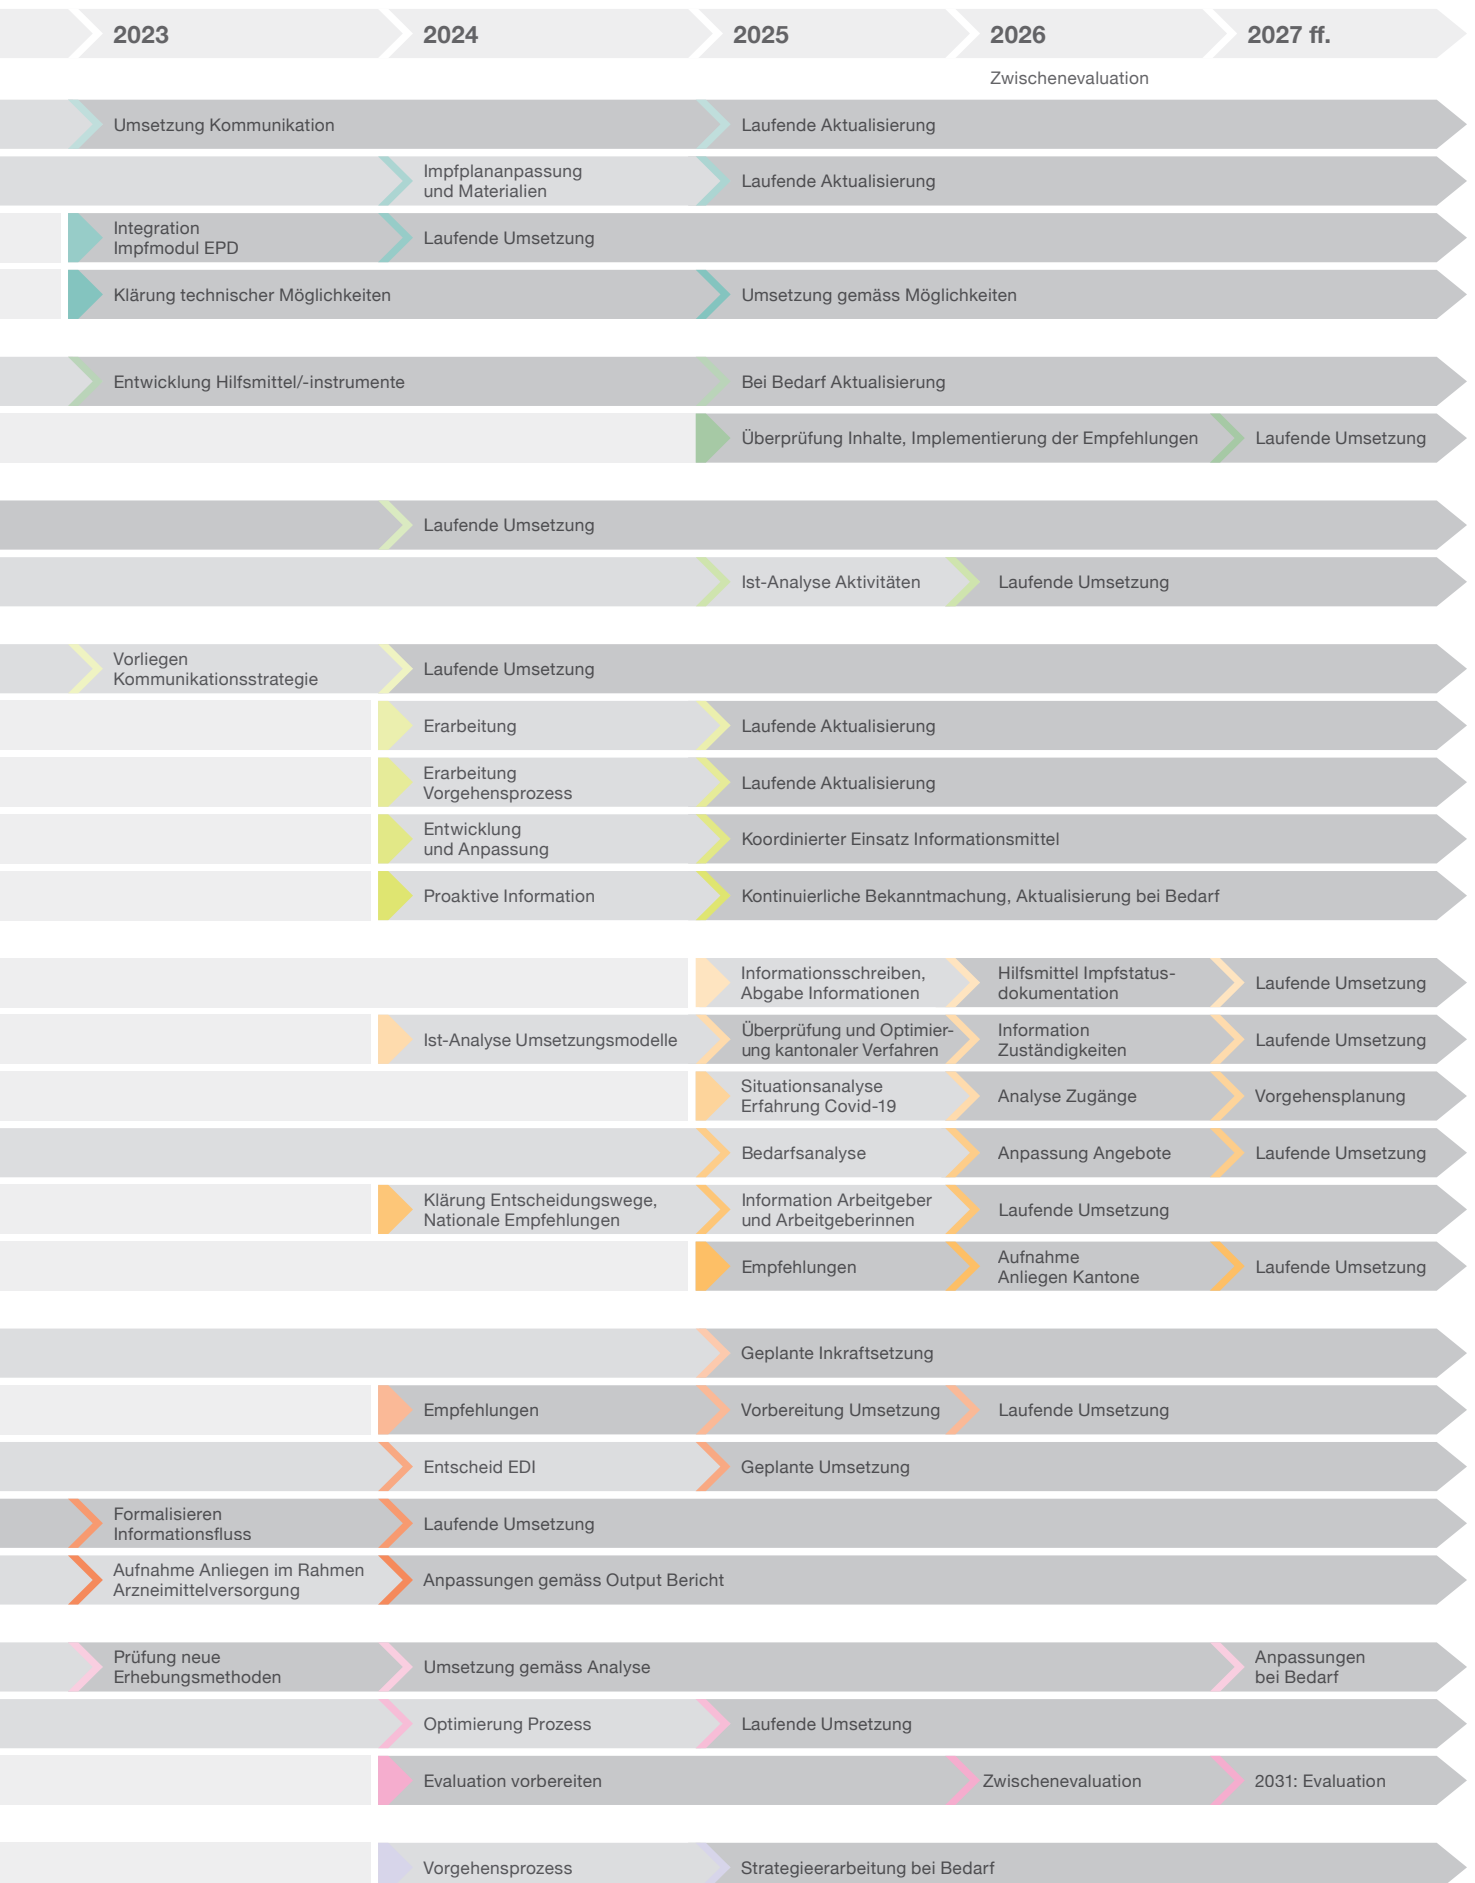 2023 2024 2025 2026 2027 ff.
Zwischenevaluation
Umsetzung Kommunikation
Laufende Aktualisierung
Impfplananpassung
und Materialien
Laufende Aktualisierung
Integration
Impfmodul EPD
Laufende Umsetzung
Klärung technischer Möglichkeiten
Umsetzung gemäss Möglichkeiten
Entwicklung Hilfsmittel/-instrumente
Bei Bedarf Aktualisierung
Überprüfung Inhalte, Implementierung der Empfehlungen
Laufende Umsetzung
Laufende Umsetzung
Ist-Analyse Aktivitäten
Laufende Umsetzung
Vorliegen
Kommunikationsstrategie
Laufende Umsetzung
Erarbeitung
Laufende Aktualisierung
Erarbeitung
Vorgehensprozess
Laufende Aktualisierung
Entwicklung
und Anpassung
Koordinierter Einsatz Informationsmittel
Proaktive Information
Kontinuierliche Bekanntmachung, Aktualisierung bei Bedarf
Informationsschreiben,
Abgabe Informationen
Hilfsmittel Impfstatus-
dokumentation
Laufende Umsetzung
Ist-Analyse Umsetzungsmodelle
Überprüfung und Optimier-
ung kantonaler Verfahren
Information
Zuständigkeiten
Laufende Umsetzung
Situationsanalyse
Erfahrung Covid-19
Analyse Zugänge
Vorgehensplanung
Bedarfsanalyse
Anpassung Angebote
Laufende Umsetzung
Klärung Entscheidungswege,
Nationale Empfehlungen
Information Arbeitgeber
und Arbeitgeberinnen
Laufende Umsetzung
Empfehlungen
Aufnahme
Anliegen Kantone
Laufende Umsetzung
Geplante Inkraftsetzung
Empfehlungen
Vorbereitung Umsetzung
Laufende Umsetzung
Entscheid EDI
Geplante Umsetzung
Formalisieren
Informationsfluss
Laufende Umsetzung
Aufnahme Anliegen im Rahmen
Arzneimittelversorgung
Anpassungen gemäss Output Bericht
Prüfung neue
Erhebungsmethoden
Umsetzung gemäss Analyse
Anpassungen
bei Bedarf
Optimierung Prozess
Laufende Umsetzung
Evaluation vorbereiten
Zwischenevaluation
2031: Evaluation
Vorgehensprozess
Strategieerarbeitung bei Bedarf